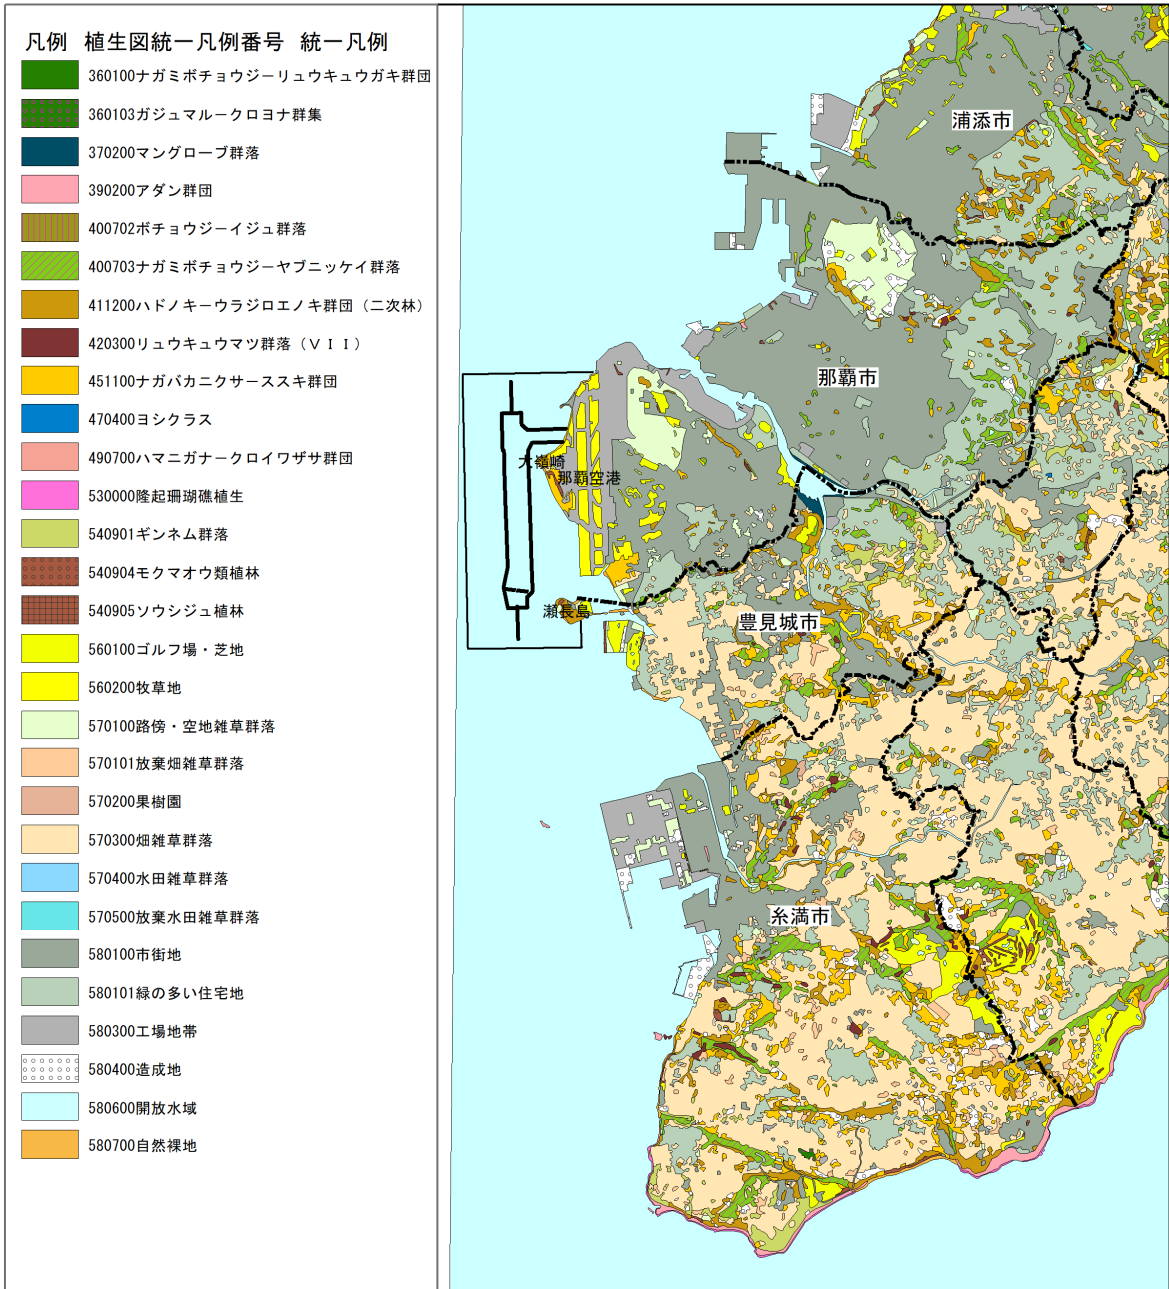 凡例 植生図統一凡例番号 統一凡例
360100ナガミボチョウジーリュウキュウガキ群団
360103ガジュマルークロヨナ群集
370200マングローブ群落
390200アダン群団
400702ボチョウジーイジュ群落
400703ナガミボチョウジーヤブニッケイ群落
411200ハドノキーウラジロエノキ群団（二次林）
420300リュウキュウマツ群落（ＶＩＩ）
451100ナガバカニクサーススキ群団
470400ヨシクラス
490700ハマニガナークロイワザサ群団
530000隆起珊瑚礁植生
540901ギンネム群落
540904モクマオウ類植林
540905ソウシジュ植林
560100ゴルフ場・芝地
560200牧草地
570100路傍・空地雑草群落
570101放棄畑雑草群落
570200果樹園
570300畑雑草群落
570400水田雑草群落
570500放棄水田雑草群落
580100市街地
580101緑の多い住宅地
580300工場地帯
580400造成地
580600開放水域
580700自然裸地
浦添市
那覇市
大嶺崎
那覇空港
瀬長島
豊見城市
糸満市